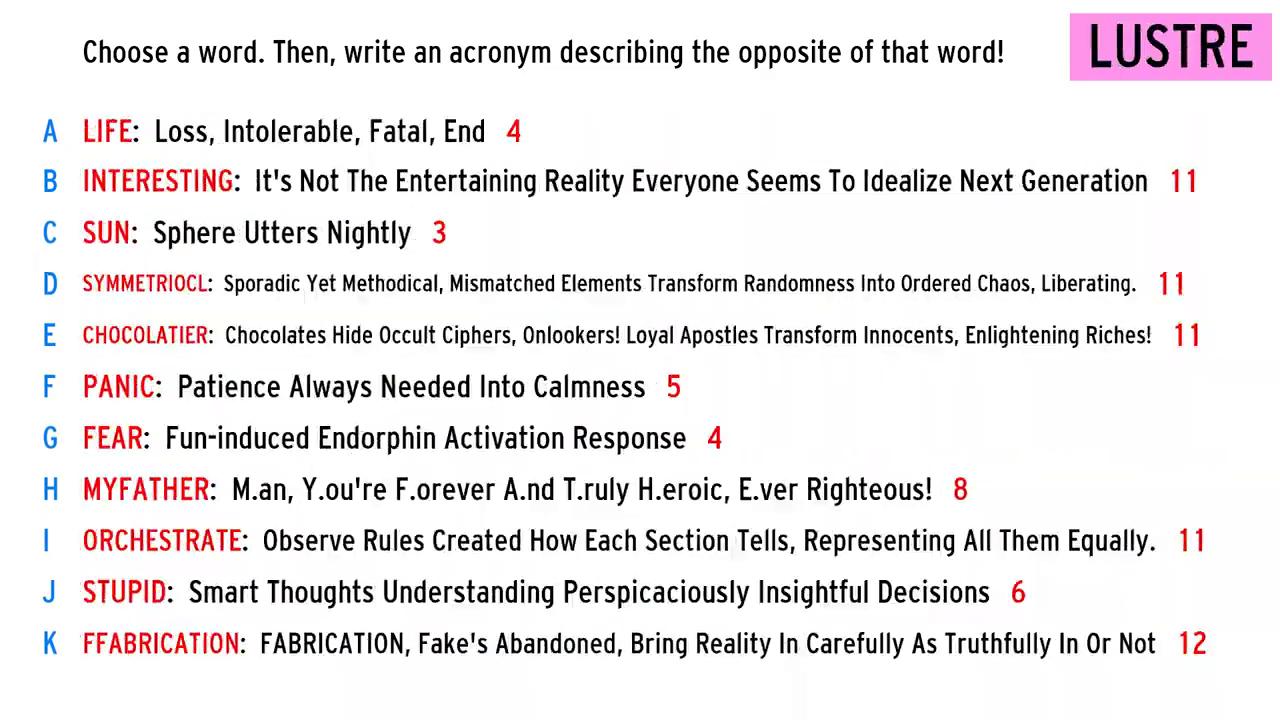 Choose a word. Then, write an acronym describing the opposite of that word!
LUSTRE
A LIFE: Loss, Intolerable, Fatal, End 4
B INTERESTING: It's Not The Entertaining Reality Everyone Seems To Idealize Next Generation 11
C SUN: Sphere Utters Nightly 3
D SYMMETRIOCL: Sporadic Yet Methodical, Mismatched Elements Transform Randomness Into Ordered Chaos, Liberating. 11
E CHOCOLATIER: Chocolates Hide Occult Ciphers, Onlookers! Loyal Apostles Transform Innocents, Enlightening Riches! 11
F PANIC: Patience Always Needed Into Calmness 5
G FEAR: Fun-induced Endorphin Activation Response 4
H MYFATHER: M.an, Y.ou're F.orever A.nd T.ruly H.eroic, E.ver Righteous! 8
I ORCHESTRATE: Observe Rules Created How Each Section Tells, Representing All Them Equally. 11
J STUPID: Smart Thoughts Understanding Perspicaciously Insightful Decisions 6
K FFABRICATION: FABRICATION, Fake's Abandoned, Bring Reality In Carefully As Truthfully In Or Not 12